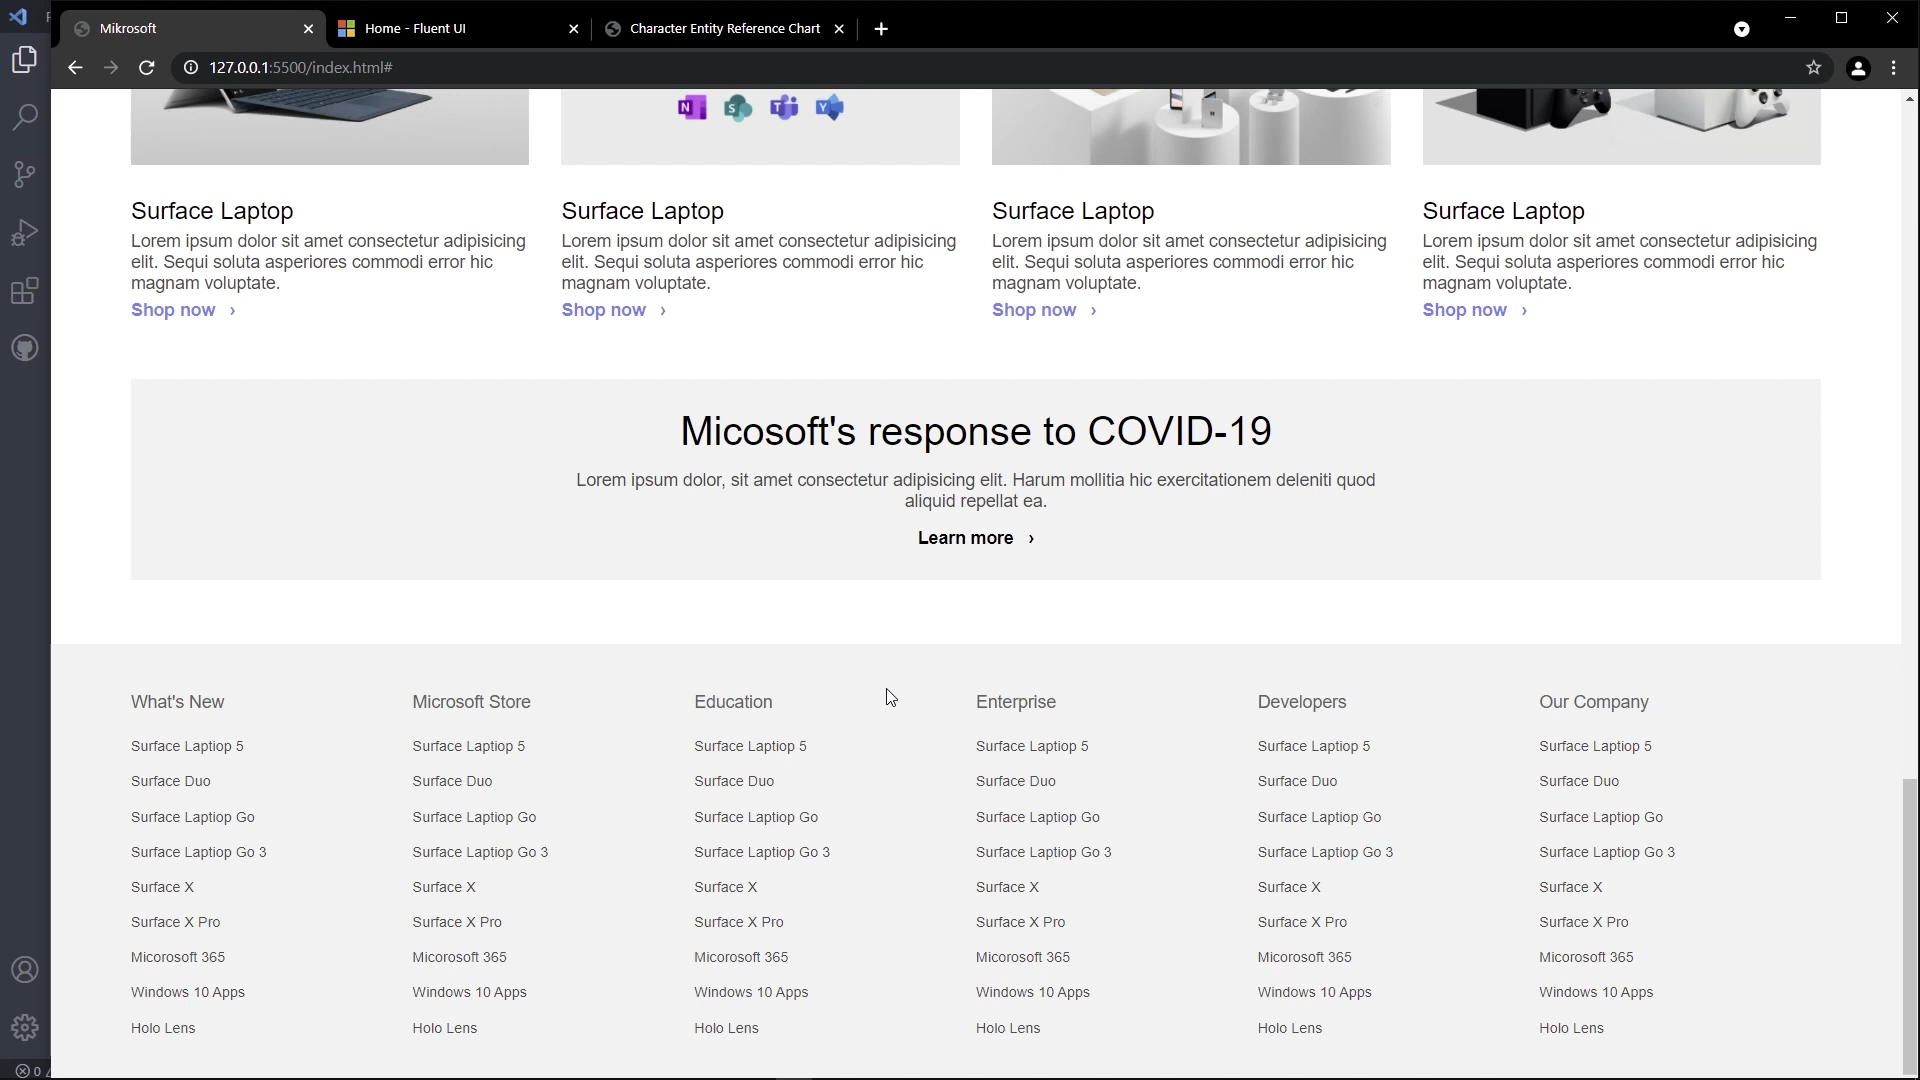 Mikrosoft
Home - Fluent UI
Character Entity Reference Chart
127.0.0.1:5500/index.html#
N S T Y
Surface Laptop
Lorem ipsum dolor sit amet consectetur adipisicing
elit. Sequi soluta asperiores commodi error hic
magnam voluptate.
Shop now ›
Surface Laptop
Lorem ipsum dolor sit amet consectetur adipisicing
elit. Sequi soluta asperiores commodi error hic
magnam voluptate.
Shop now ›
Surface Laptop
Lorem ipsum dolor sit amet consectetur adipisicing
elit. Sequi soluta asperiores commodi error hic
magnam voluptate.
Shop now ›
Surface Laptop
Lorem ipsum dolor sit amet consectetur adipisicing
elit. Sequi soluta asperiores commodi error hic
magnam voluptate.
Shop now ›
Micosoft's response to COVID-19
Lorem ipsum dolor, sit amet consectetur adipisicing elit. Harum mollitia hic exercitationem deleniti quod
aliquid repellat ea.
Learn more ›
What's New
Surface Laptiop 5
Surface Duo
Surface Laptiop Go
Surface Laptiop Go 3
Surface X
Surface X Pro
Micorosoft 365
Windows 10 Apps
Holo Lens
Microsoft Store
Surface Laptiop 5
Surface Duo
Surface Laptiop Go
Surface Laptiop Go 3
Surface X
Surface X Pro
Micorosoft 365
Windows 10 Apps
Holo Lens
Education
Surface Laptiop 5
Surface Duo
Surface Laptiop Go
Surface Laptiop Go 3
Surface X
Surface X Pro
Micorosoft 365
Windows 10 Apps
Holo Lens
Enterprise
Surface Laptiop 5
Surface Duo
Surface Laptiop Go
Surface Laptiop Go 3
Surface X
Surface X Pro
Micorosoft 365
Windows 10 Apps
Holo Lens
Developers
Surface Laptiop 5
Surface Duo
Surface Laptiop Go
Surface Laptiop Go 3
Surface X
Surface X Pro
Micorosoft 365
Windows 10 Apps
Holo Lens
Our Company
Surface Laptiop 5
Surface Duo
Surface Laptiop Go
Surface Laptiop Go 3
Surface X
Surface X Pro
Micorosoft 365
Windows 10 Apps
Holo Lens
0